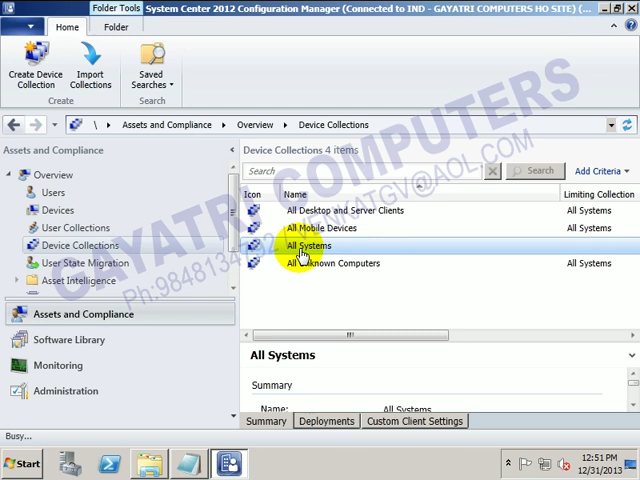 Folder Tools
System Center 2012 Configuration Manager (Connected to IND - GAYATRI COMPUTERS HO SITE) (...
Home
Folder
Create Device Collection
Import Collections
Saved Searches
Create
Search
\ Assets and Compliance Overview Device Collections
Assets and Compliance
Overview
Users
Devices
User Collections
Device Collections
User State Migration
Asset Intelligence
Assets and Compliance
Software Library
Monitoring
Administration
Device Collections 4 items
Search
Search
Add Criteria
Icon Name Limiting Collection
All Desktop and Server Clients All Systems
All Mobile Devices All Systems
All Systems
All Unknown Computers All Systems
All Systems
Summary
Name: All Systems
Summary Deployments Custom Client Settings
Busy...
Start
12:51 PM
12/31/2013
GAYATRI COMPUTERS